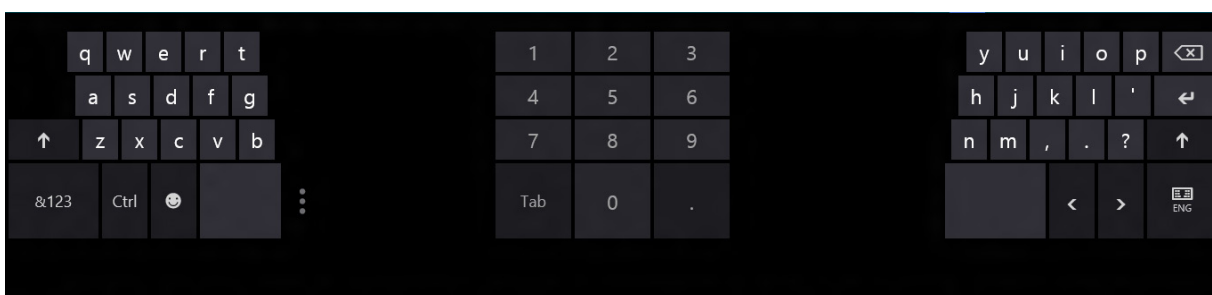 q w e r t 1 2 3 y u i o p
a s d f g 4 5 6 h j k l '
z x c v b 7 8 9 n m , . ?
&123 Ctrl Tab 0 . < > ENG